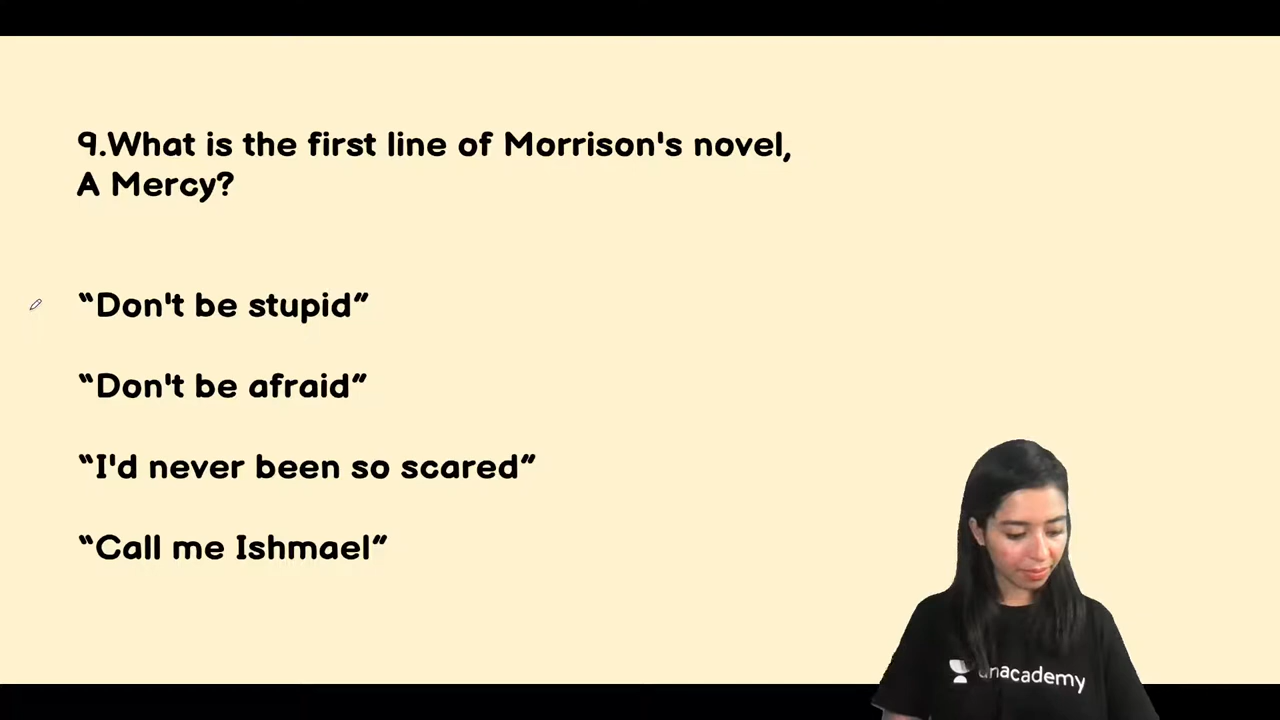 9.What is the first line of Morrison's novel,
A Mercy?
“Don't be stupid”
“Don't be afraid”
“I'd never been so scared”
“Call me Ishmael”
unacademy